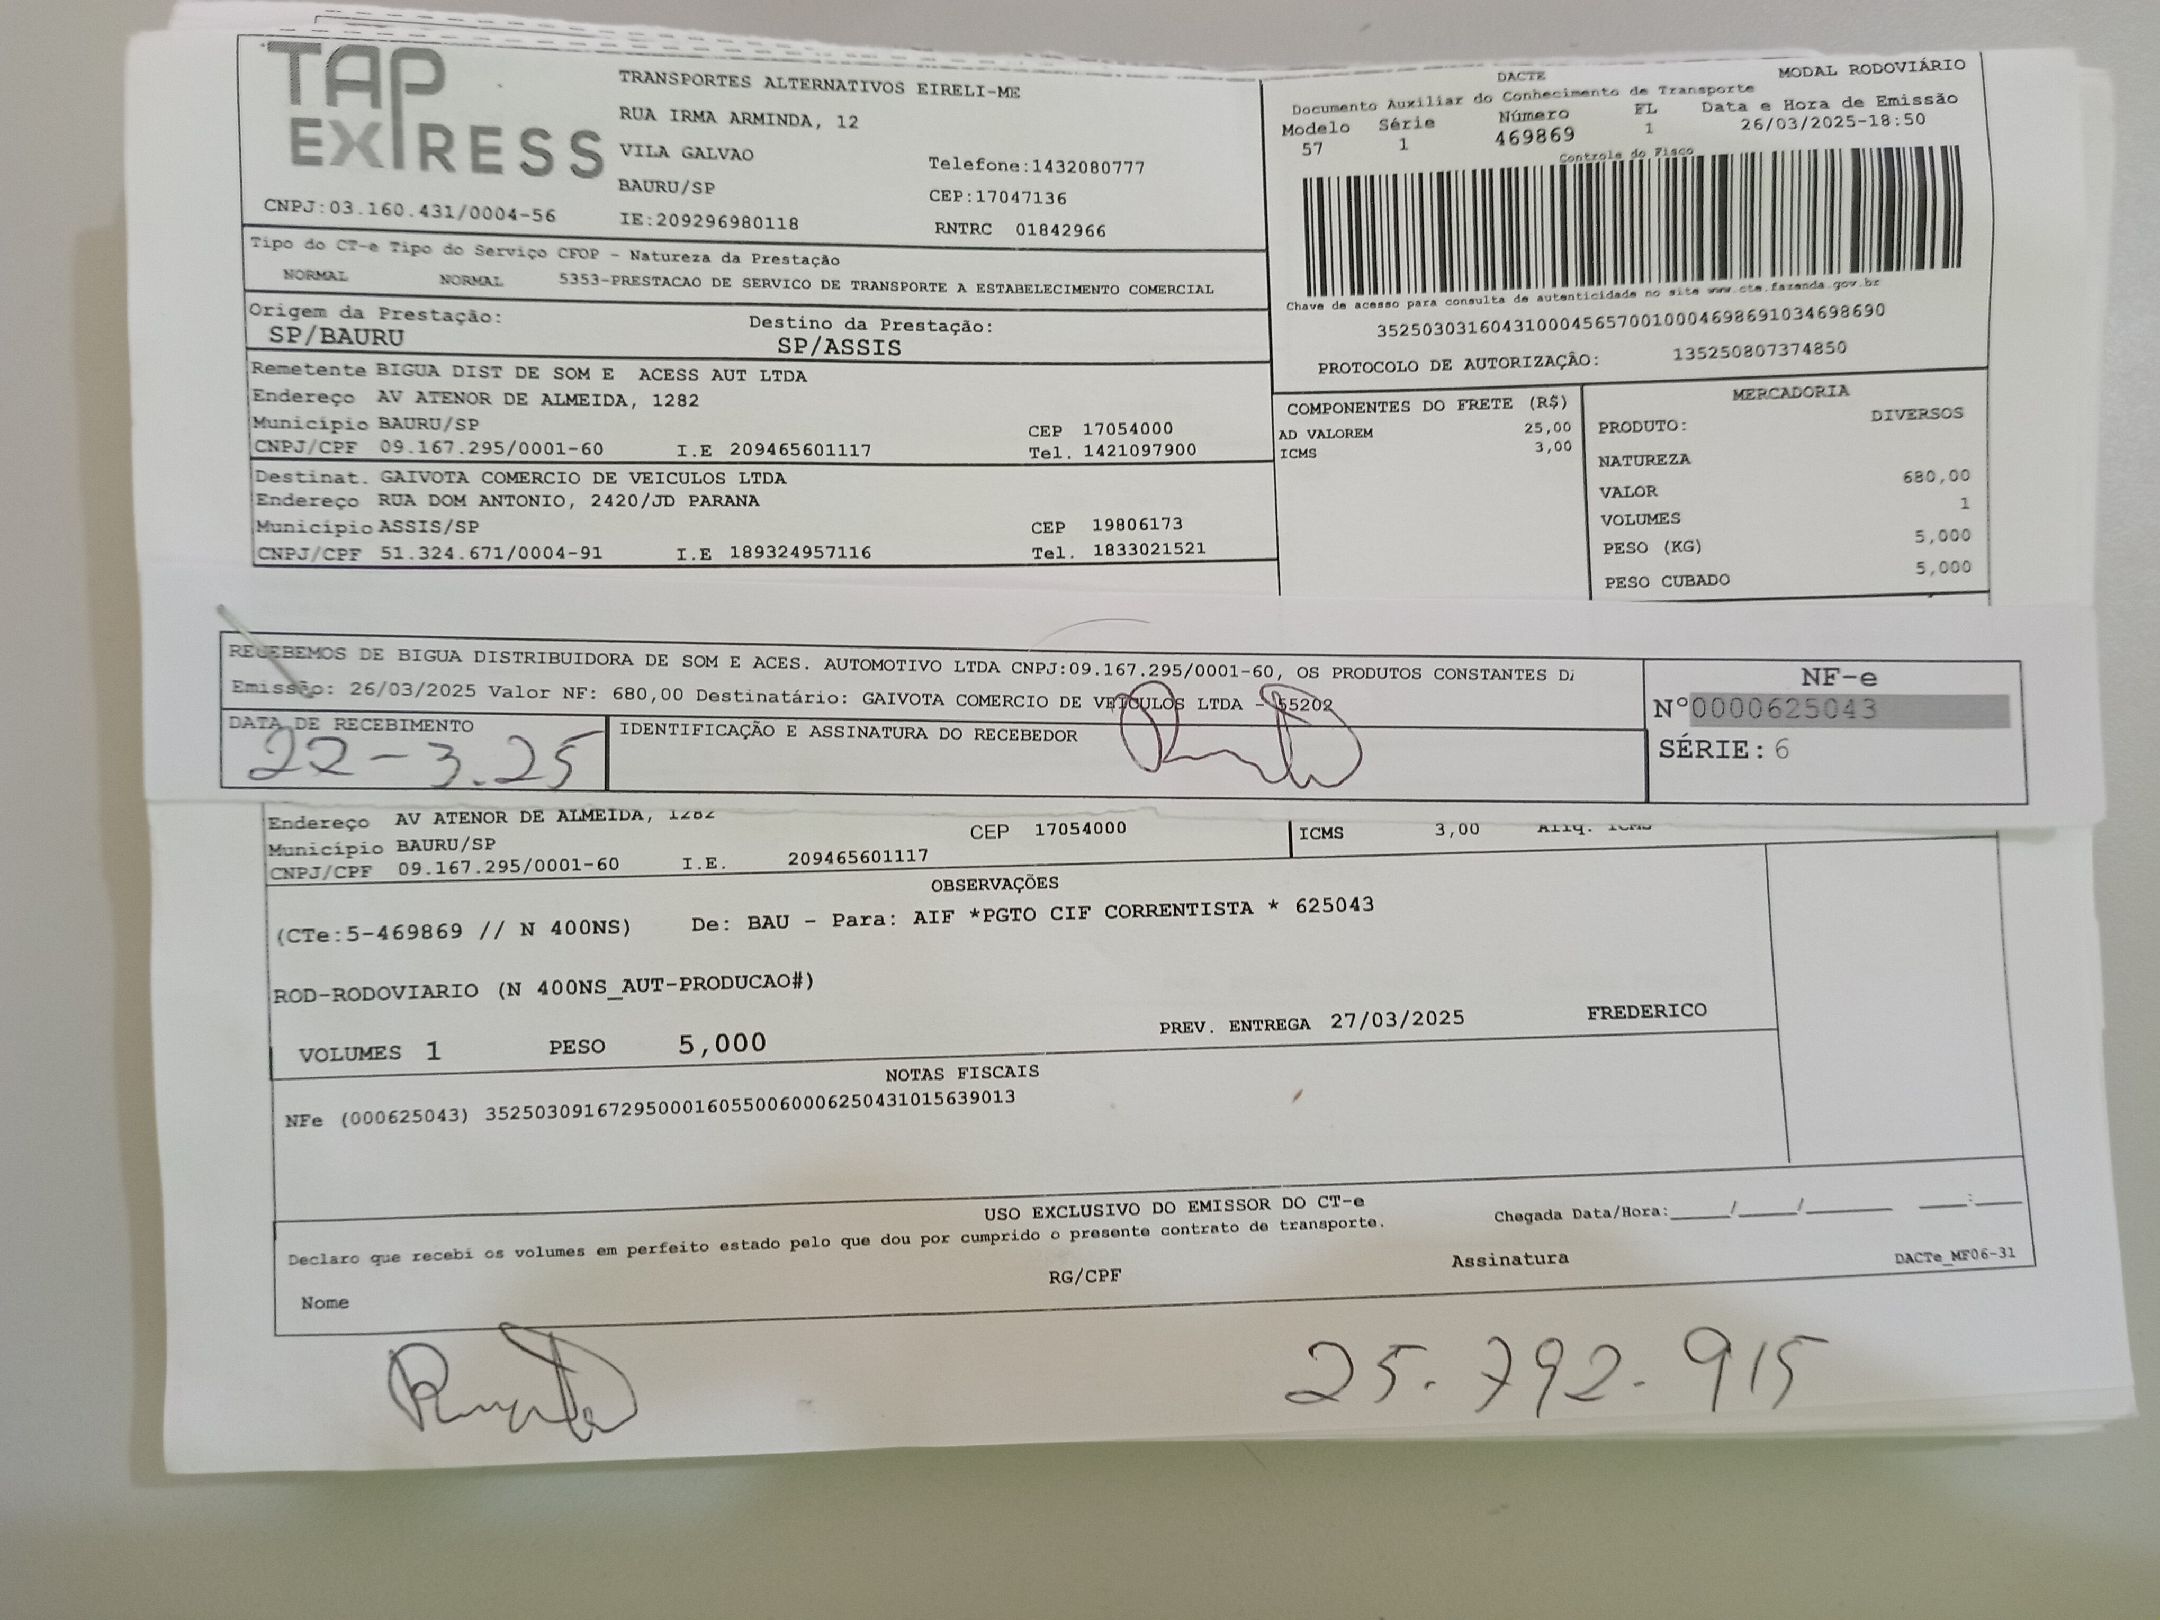 TAP
EXPRESS
TRANSPORTES ALTERNATIVOS EIRELI-ME
RUA IRMA ARMINDA, 12
VILA GALVAO
Telefone:1432080777
BAURU/SP
CEP:17047136
CNPJ:03.160.431/0004-56
IE:209296980118
RNTRC 01842966
DACTE
MODAL RODOVIÁRIO
Documento Auxiliar do Conhecimento de Transporte
Modelo Série Número FL Data e Hora de Emissão
57 1 469869 1 26/03/2025-18:50
Controle do Fisco
Chave de acesso para consulta de autenticidade no site www.cte.fazenda.gov.br
35250303160431000456570010004698691034698690
PROTOCOLO DE AUTORIZAÇÃO: 135250807374850
Tipo do CT-e Tipo do Serviço CFOP - Natureza da Prestação
NORMAL NORMAL 5353-PRESTACAO DE SERVICO DE TRANSPORTE A ESTABELECIMENTO COMERCIAL
Origem da Prestação: Destino da Prestação:
SP/BAURU SP/ASSIS
Remetente BIGUA DIST DE SOM E ACESS AUT LTDA
Endereço AV ATENOR DE ALMEIDA, 1282
Município BAURU/SP CEP 17054000
CNPJ/CPF 09.167.295/0001-60 I.E 209465601117 Tel. 1421097900
Destinat. GAIVOTA COMERCIO DE VEICULOS LTDA
Endereço RUA DOM ANTONIO, 2420/JD PARANA
Município ASSIS/SP CEP 19806173
CNPJ/CPF 51.324.671/0004-91 I.E 189324957116 Tel. 1833021521
COMPONENTES DO FRETE (R$)
AD VALOREM 25,00
ICMS 3,00
MERCADORIA
PRODUTO: DIVERSOS
NATUREZA
VALOR 680,00
VOLUMES 1
PESO (KG) 5,000
PESO CUBADO 5,000
RECEBEMOS DE BIGUA DISTRIBUIDORA DE SOM E ACES. AUTOMOTIVO LTDA CNPJ:09.167.295/0001-60, OS PRODUTOS CONSTANTES
Emissão: 26/03/2025 Valor NF: 680,00 Destinatário: GAIVOTA COMERCIO DE VEICULOS LTDA - 55202
DATA DE RECEBIMENTO
22-3.25
IDENTIFICAÇÃO E ASSINATURA DO RECEBEDOR
NF-e
Nº0000625043
SÉRIE: 6
Endereço AV ATENOR DE ALMEIDA, 1282
Município BAURU/SP CEP 17054000
CNPJ/CPF 09.167.295/0001-60 I.E. 209465601117
ICMS 3,00 Aliq. ICMS
OBSERVAÇÕES
(CTe:5-469869 // N 400NS) De: BAU - Para: AIF *PGTO CIF CORRENTISTA * 625043
ROD-RODOVIARIO (N 400NS_AUT-PRODUCAO#)
VOLUMES 1 PESO 5,000 PREV. ENTREGA 27/03/2025 FREDERICO
NOTAS FISCAIS
NFe (000625043) 35250309167295000160550060006250431015639013
USO EXCLUSIVO DO EMISSOR DO CT-e
Declaro que recebi os volumes em perfeito estado pelo que dou por cumprido o presente contrato de transporte.
Chegada Data/Hora:____/____/______ ___:___
Nome RG/CPF Assinatura DACTe_MF06-31
25.792.915